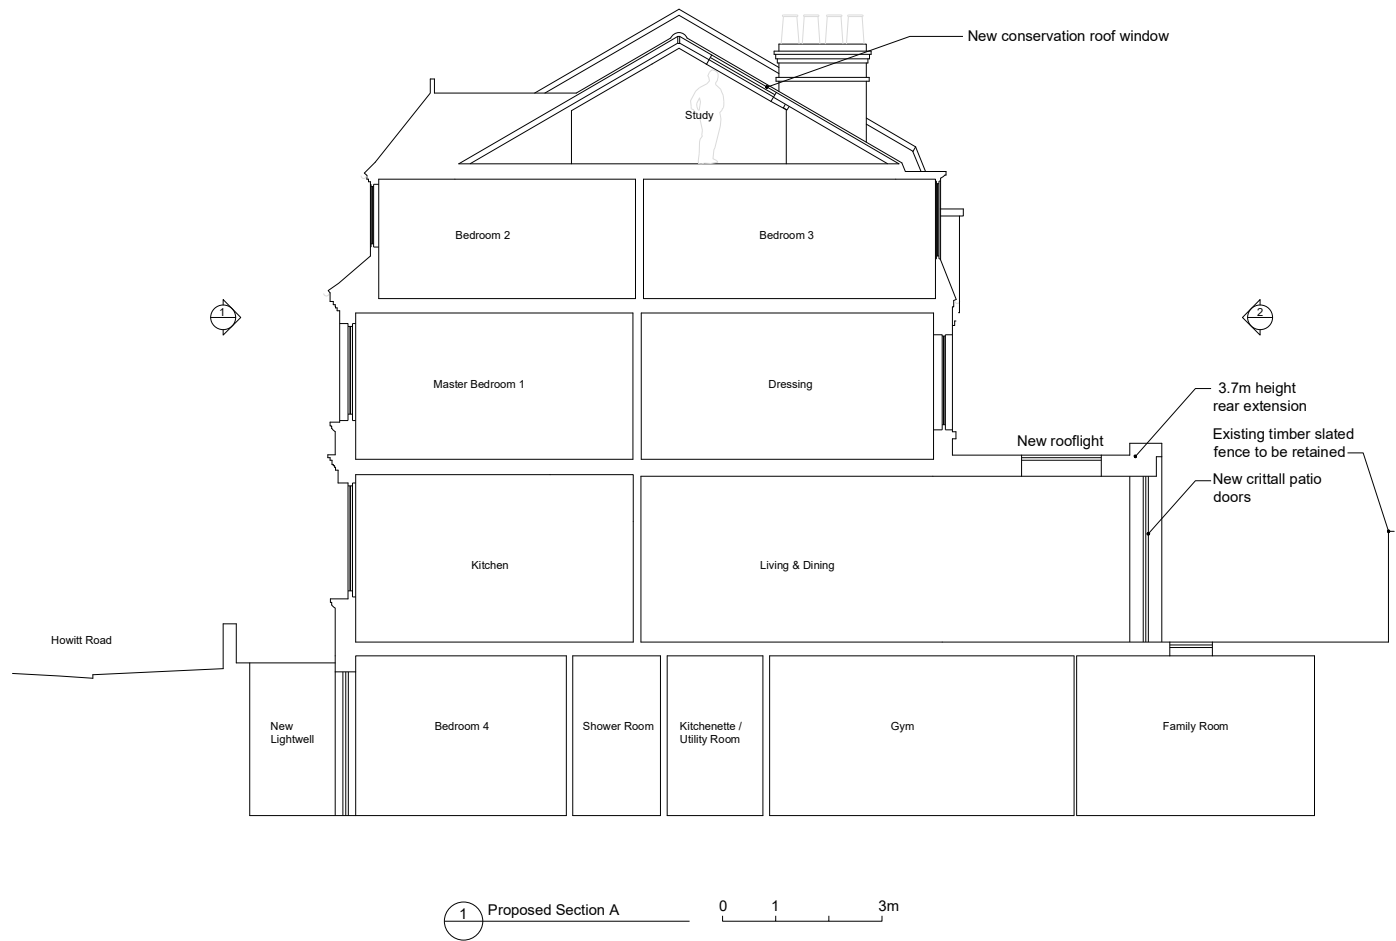 New conservation roof window
Study
Bedroom 2
Bedroom 3
1
2
Master Bedroom 1
Dressing
3.7m height
rear extension
New rooflight
Existing timber slated
fence to be retained
New crittall patio
doors
Kitchen
Living & Dining
Howitt Road
New
Lightwell
Bedroom 4
Shower Room
Kitchenette /
Utility Room
Gym
Family Room
1 Proposed Section A
0 1 3m